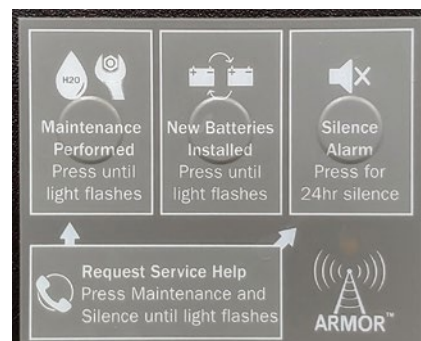 H2O
Maintenance
Performed
Press until
light flashes
New Batteries
Installed
Press until
light flashes
Silence
Alarm
Press for
24hr silence
Request Service Help
Press Maintenance and
Silence until light flashes
ARMOR™